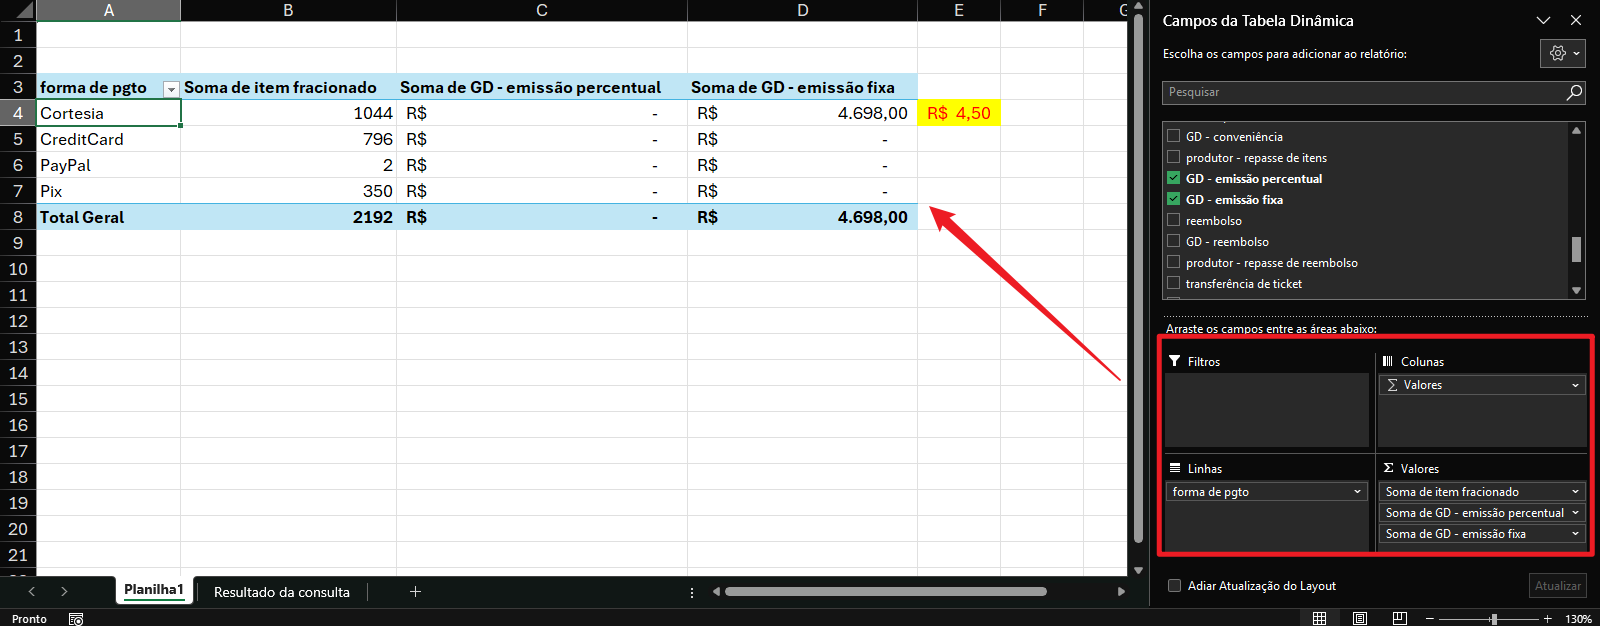 A B C D E F G
1
2
3 forma de pgto Soma de item fracionado Soma de GD - emissão percentual Soma de GD - emissão fixa
4 Cortesia 1044 R$ - R$ 4.698,00 R$ 4,50
5 CreditCard 796 R$ - R$ -
6 PayPal 2 R$ - R$ -
7 Pix 350 R$ - R$ -
8 Total Geral 2192 R$ - R$ 4.698,00
9
10
11
12
13
14
15
16
17
18
19
20
21
Planilha1 Resultado da consulta +
Pronto
Campos da Tabela Dinâmica
Escolha os campos para adicionar ao relatório:
Pesquisar
GD - conveniência
produtor - repasse de itens
GD - emissão percentual
GD - emissão fixa
reembolso
GD - reembolso
produtor - repasse de reembolso
transferência de ticket
Arraste os campos entre as áreas abaixo:
Filtros
Colunas
Σ Valores
Linhas
forma de pgto
Σ Valores
Soma de item fracionado
Soma de GD - emissão percentual
Soma de GD - emissão fixa
Adiar Atualização do Layout
Atualizar
130%